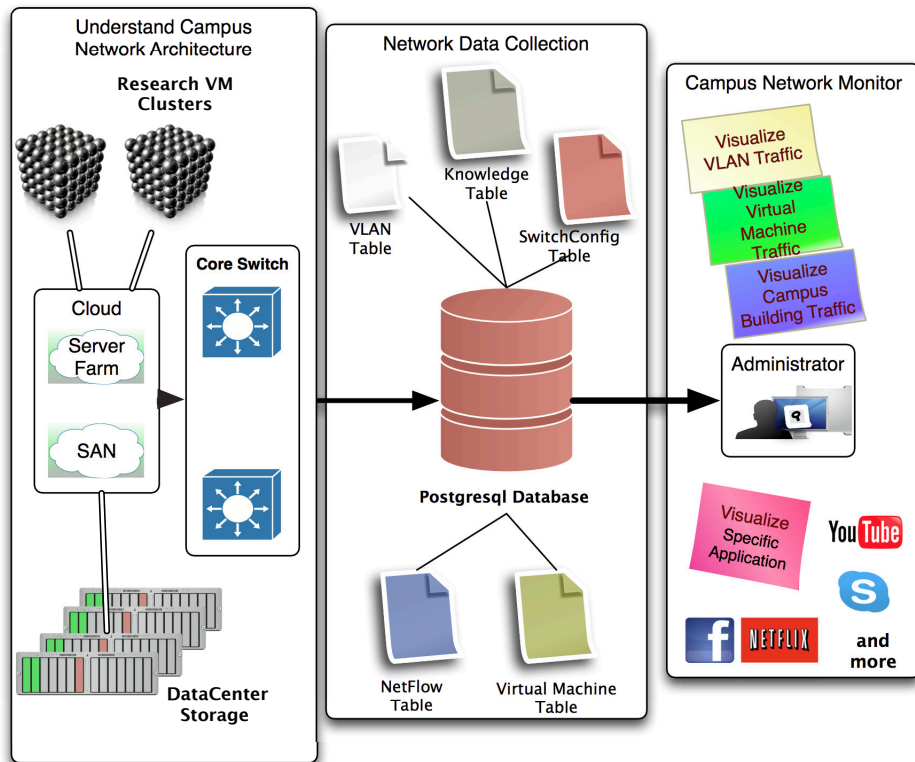 Understand Campus
Network Architecture
Research VM
Clusters
Cloud
Server
Farm
SAN
Core Switch
DataCenter
Storage
Network Data Collection
VLAN
Table
Knowledge
Table
SwitchConfig
Table
Postgresql Database
NetFlow
Table
Virtual Machine
Table
Campus Network Monitor
Visualize
VLAN Traffic
Visualize
Virtual
Machine
Traffic
Visualize
Campus
Building Traffic
Administrator
Visualize
Specific
Application
YouTube
S
f
NETFLIX
and
more